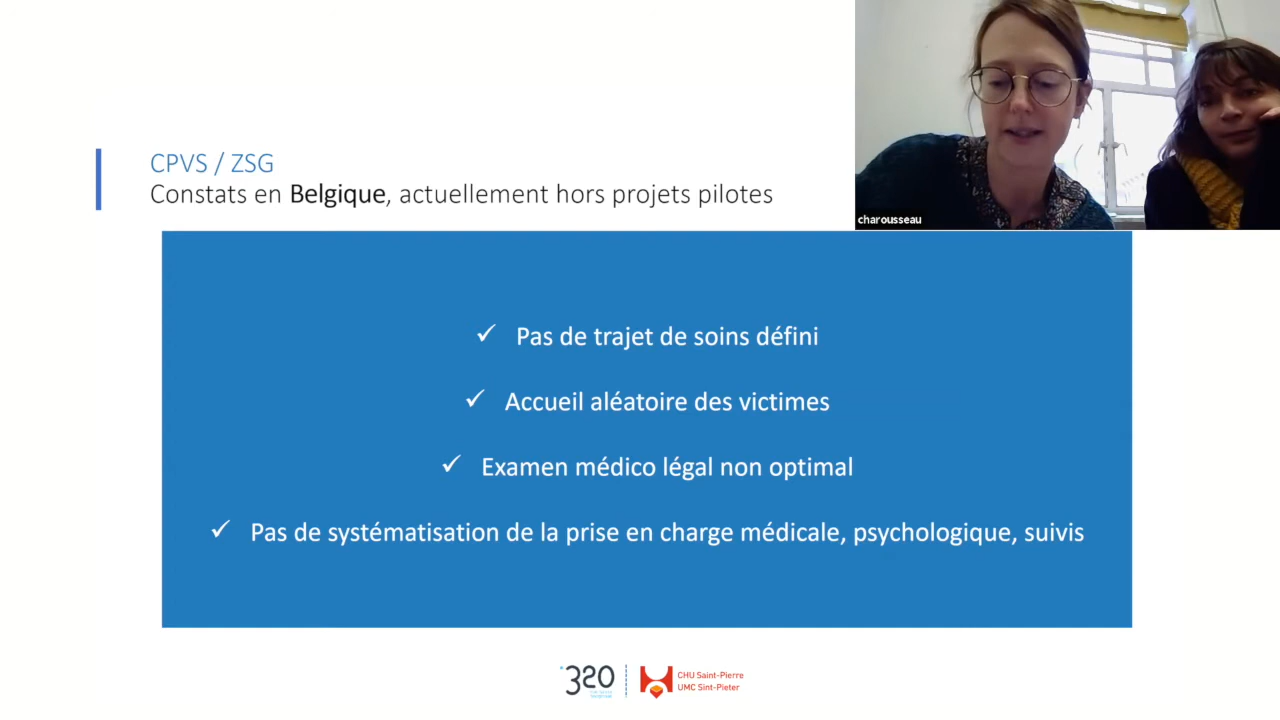 CPVS / ZSG
Constats en Belgique, actuellement hors projets pilotes
charousseau
✓ Pas de trajet de soins défini
✓ Accueil aléatoire des victimes
✓ Examen médico légal non optimal
✓ Pas de systématisation de la prise en charge médicale, psychologique, suivis
320
CHU Saint-Pierre
UMC Sint-Pieter